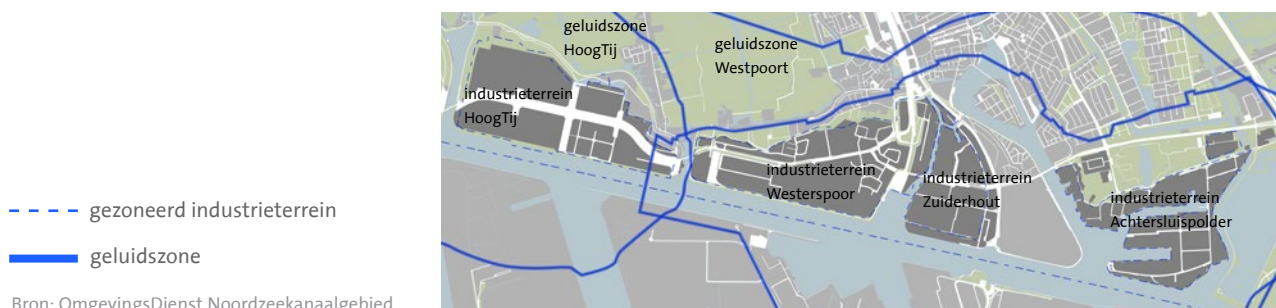 geluidszone
HoogTij
geluidszone
Westpoort
industrieterrein
HoogTij
industrieterrein
Westerspoor
industrieterrein
Zuiderhout
industrieterrein
Achtersluispolder
gezoneerd industrieterrein
geluidszone
Bron: OmgevingsDienst Noordzeekanaalgebied